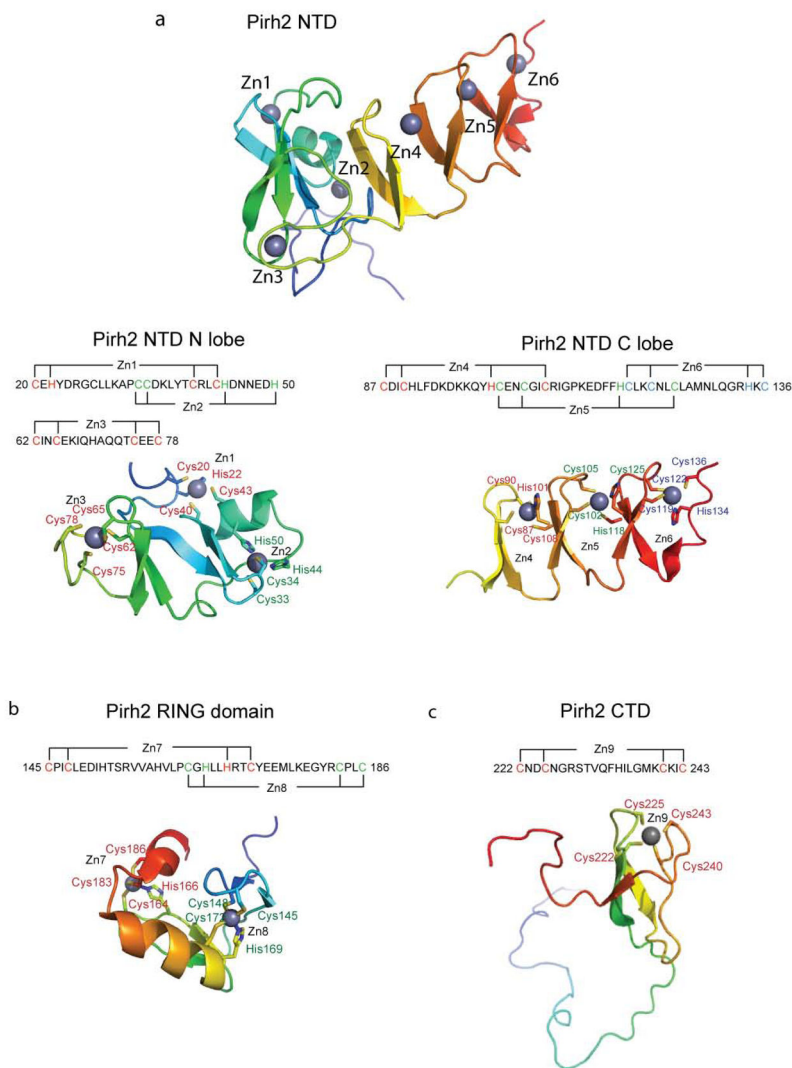 a Pirh2 NTD
Zn1
Zn6
Zn5
Zn4
Zn2
Zn3
Pirh2 NTD N lobe
Zn1
20 CEHYDRGCLLKAPCCDKLYTCRLCHDNNEDH 50
Zn2
Zn3
62 CINCEKIQHAQQTCEEC 78
Zn1
Cys20
His22
Cys43
Zn3
Cys65
Cys78
Cys40
Cys62
His50
Zn2
Cys75
His44
Cys34
Cys33
Pirh2 NTD C lobe
Zn4
Zn6
87 CDICHLFDKDKKQYHCENCGICRIGPKEDFFHCLKCNLCLAMNLQGRHKC 136
Zn5
Cys136
Cys105
Cys125
Cys90
His101
Cys122
Cys87
Cys102
Cys119
His134
Cys108
His118
Zn4
Zn5
Zn6
b Pirh2 RING domain
Zn7
145 CPICLEDIHTSRVVAHVLPCGHLLHRTCYEEMLKEGYRCPLC 186
Zn8
Cys186
Zn7
Cys183
His166
Cys164
Cys148
Cys172
Cys145
Zn8
His169
c Pirh2 CTD
Zn9
222 CNDCNGRSTVQFHILGMKCKIC 243
Cys225
Zn9
Cys243
Cys222
Cys240